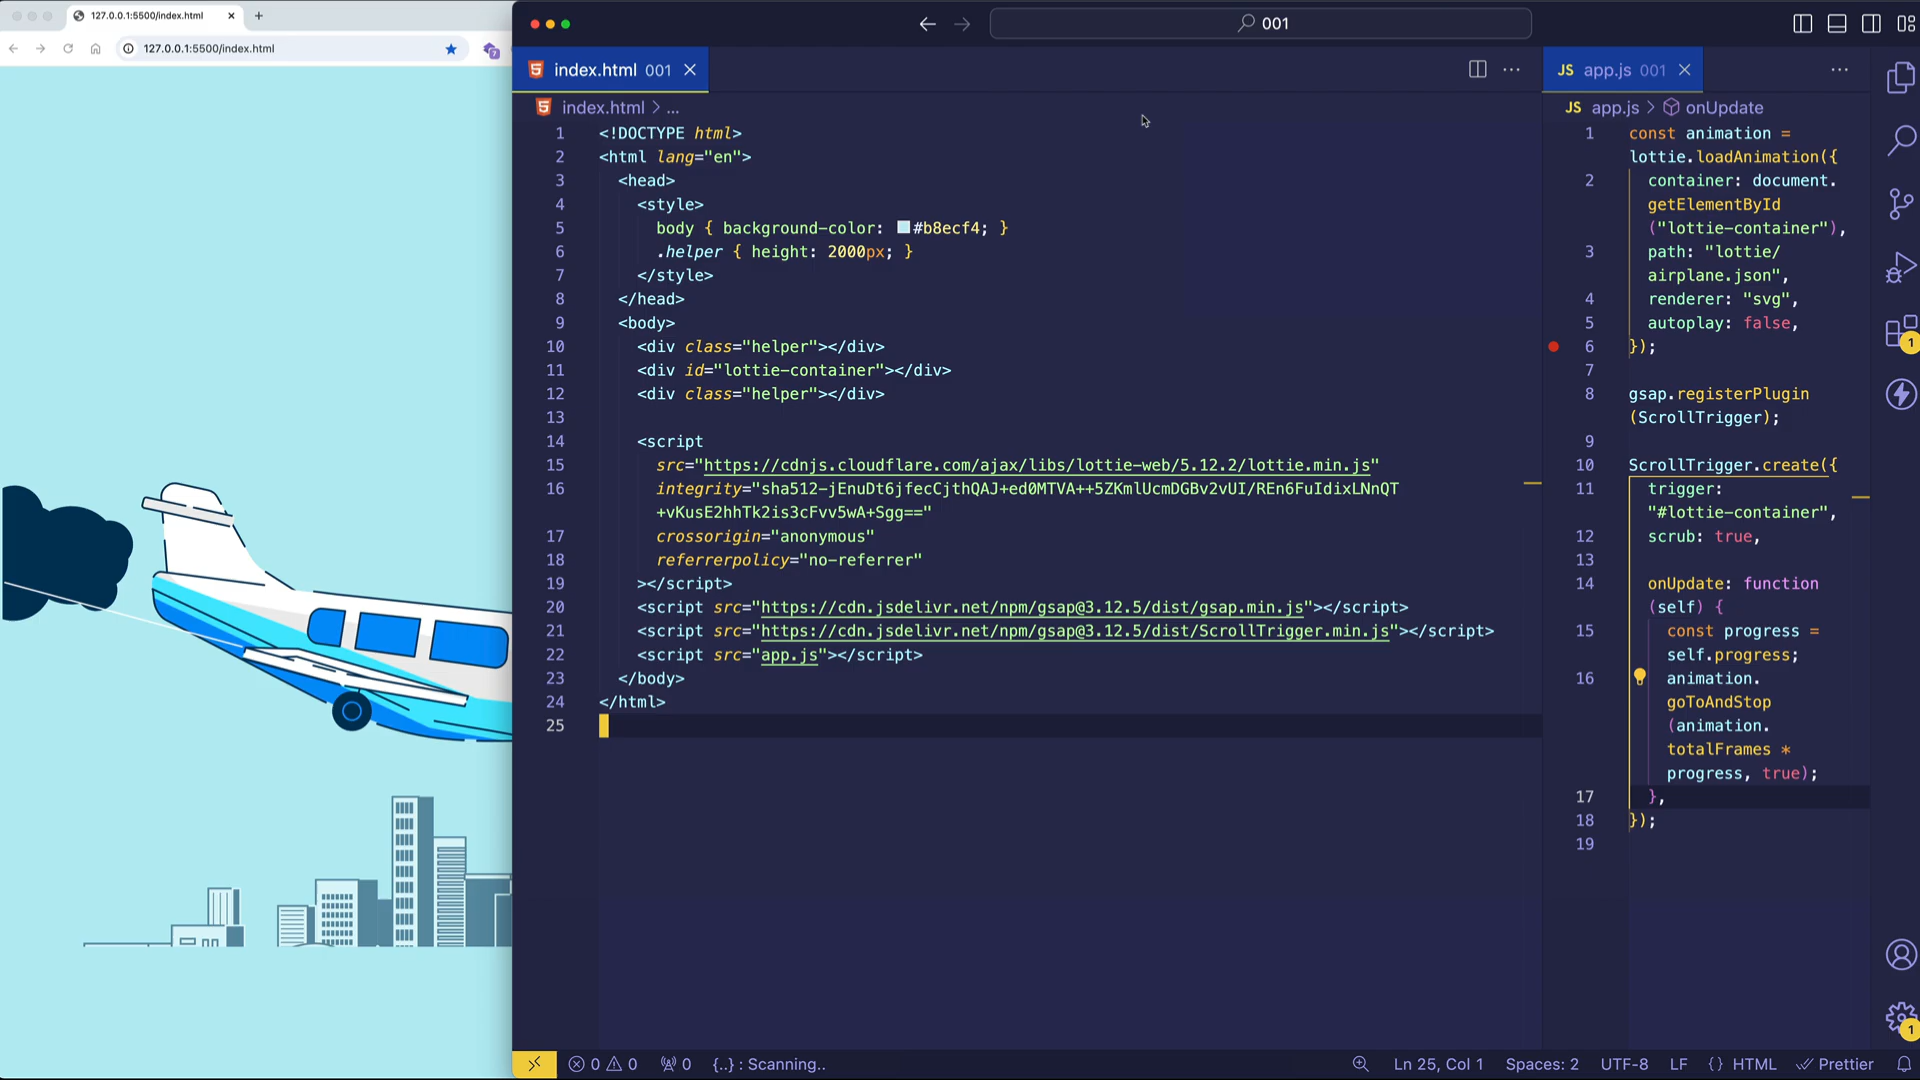 127.0.0.1:5500/index.html
127.0.0.1:5500/index.html
7
001
index.html 001
index.html > ...
1 <!DOCTYPE html>
2 <html lang="en">
3 <head>
4 <style>
5 body { background-color: #b8ecf4; }
6 .helper { height: 2000px; }
7 </style>
8 </head>
9 <body>
10 <div class="helper"></div>
11 <div id="lottie-container"></div>
12 <div class="helper"></div>
13
14 <script
15 src="https://cdnjs.cloudflare.com/ajax/libs/lottie-web/5.12.2/lottie.min.js"
16 integrity="sha512-jEnuDt6jfecCjthQAJ+ed0MTVA++5ZKmlUcmDGBv2vUI/REn6FuIdixLNnQT
+vKusE2hhTk2is3cFvv5wA+Sgg=="
17 crossorigin="anonymous"
18 referrerpolicy="no-referrer"
19 ></script>
20 <script src="https://cdn.jsdelivr.net/npm/gsap@3.12.5/dist/gsap.min.js"></script>
21 <script src="https://cdn.jsdelivr.net/npm/gsap@3.12.5/dist/ScrollTrigger.min.js"></script>
22 <script src="app.js"></script>
23 </body>
24 </html>
25
JS app.js 001
JS app.js > onUpdate
1 const animation =
lottie.loadAnimation({
2 container: document.
getElementById
("lottie-container"),
3 path: "lottie/
airplane.json",
4 renderer: "svg",
5 autoplay: false,
6 });
7
8 gsap.registerPlugin
(ScrollTrigger);
9
10 ScrollTrigger.create({
11 trigger:
"#lottie-container",
12 scrub: true,
13
14 onUpdate: function
(self) {
15 const progress =
self.progress;
16 animation.
goToAndStop
(animation.
totalFrames *
progress, true);
17 },
18 });
19
1
1
0 0 0 {..} : Scanning..
Ln 25, Col 1 Spaces: 2 UTF-8 LF {} HTML Prettier